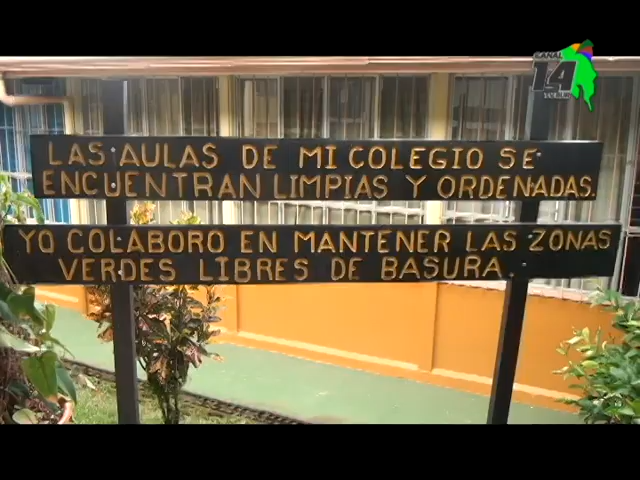 CANAL
14
LAS AULAS DE MI COLEGIO SE
ENCUENTRAN LIMPIAS Y ORDENADAS.
YO COLABORO EN MANTENER LAS ZONAS
VERDES LIBRES DE BASURA.